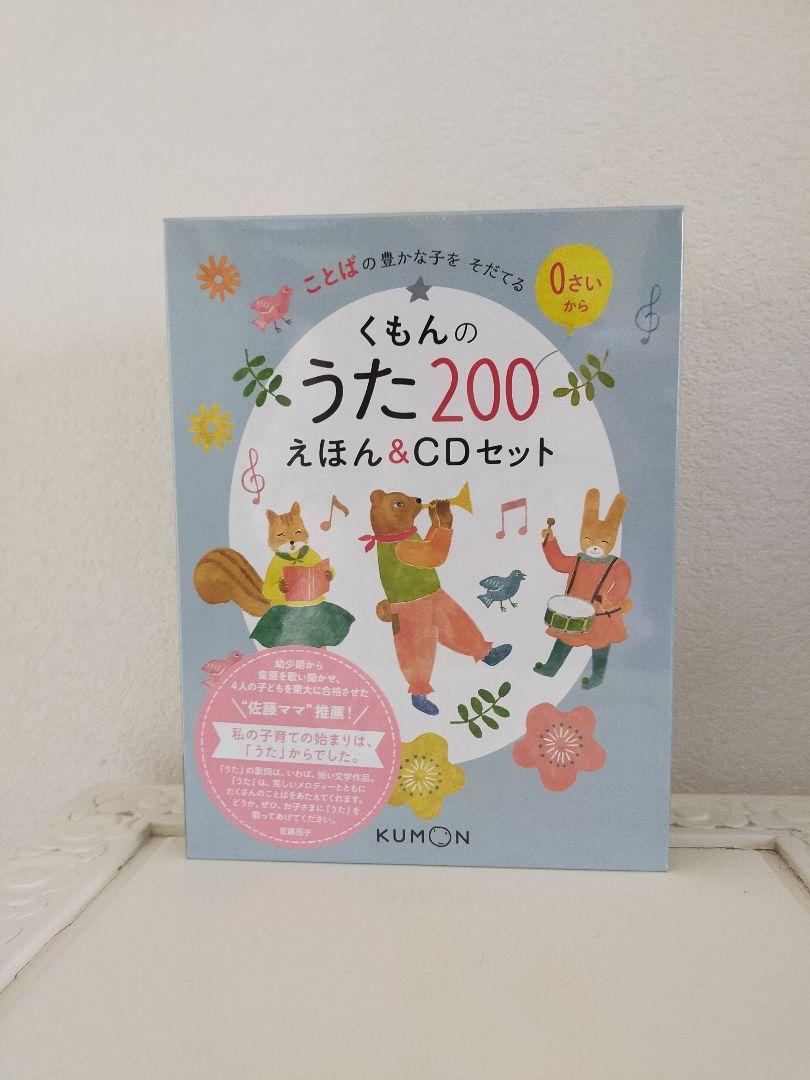 ことばの豊かな子を そだてる
0さい
から
くもんの
うた200
えほん&CDセット
幼少期から
童謡を歌い聞かせ、
4人の子どもを東大に合格させた
"佐藤ママ"推薦！
私の子育ての始まりは、
「うた」からでした。
「うた」の歌詞は、いわば、短い文学作品。
「うた」は、美しいメロディーとともに
たくさんのことばをあたえてくれます。
どうか、ぜひ、お子さまに「うた」を
歌ってあげてください。
佐藤亮子
KUMON